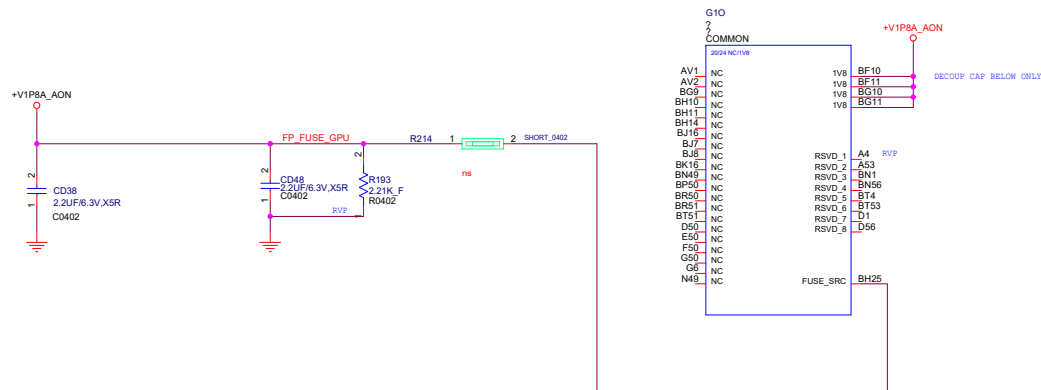 G1O
?
?
COMMON
+V1P8A_AON
20/24 NC/1V8
AV1 NC
AV2 NC
BG9 NC
BH10 NC
BH11 NC
BH14 NC
BJ16 NC
BJ7 NC
BJ8 NC
BK16 NC
BN49 NC
BP50 NC
BR50 NC
BR51 NC
BT51 NC
D50 NC
E50 NC
F50 NC
G50 NC
G6 NC
N49 NC
1V8 BF10
1V8 BF11
1V8 BG10
1V8 BG11
DECOUP CAP BELOW ONLY
RSVD_1 A4
RVP
RSVD_2 A53
RSVD_3 BN1
RSVD_4 BN56
RSVD_5 BT4
RSVD_6 BT53
RSVD_7 D1
RSVD_8 D56
FUSE_SRC BH25
+V1P8A_AON
FP_FUSE_GPU
R214 1 2 SHORT_0402
ns
2
CD38
2.2UF/6.3V,X5R
1
C0402
2
CD48
2.2UF/6.3V,X5R
C0402
1
2
R193
2.21K_F
R0402
1
RVP